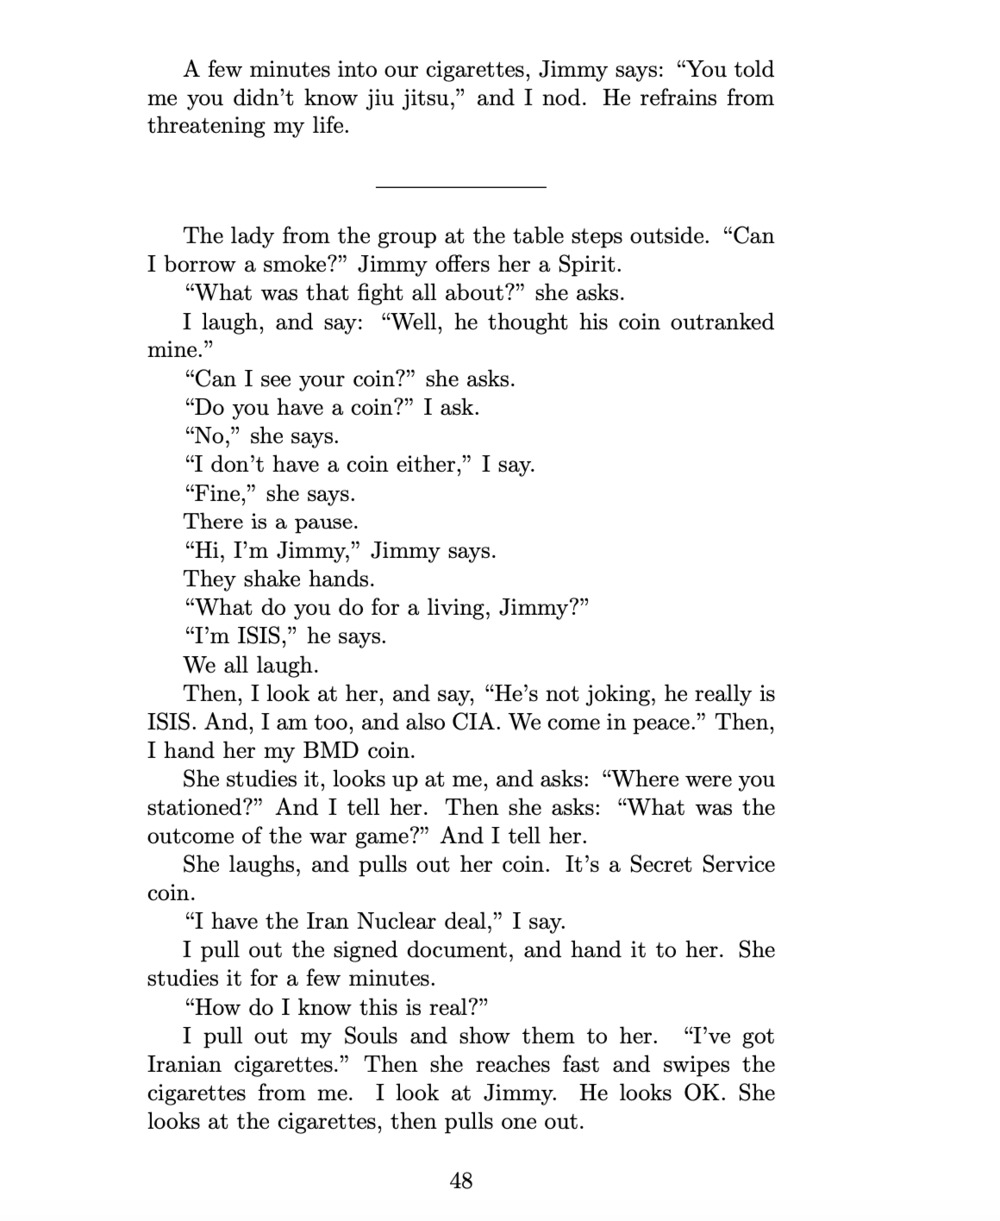 A few minutes into our cigarettes, Jimmy says: “You told
me you didn’t know jiu jitsu,” and I nod. He refrains from
threatening my life.
The lady from the group at the table steps outside. “Can
I borrow a smoke?” Jimmy offers her a Spirit.
“What was that fight all about?” she asks.
I laugh, and say: “Well, he thought his coin outranked
mine.”
“Can I see your coin?” she asks.
“Do you have a coin?” I ask.
“No,” she says.
“I don’t have a coin either,” I say.
“Fine,” she says.
There is a pause.
“Hi, I’m Jimmy,” Jimmy says.
They shake hands.
“What do you do for a living, Jimmy?”
“I’m ISIS,” he says.
We all laugh.
Then, I look at her, and say, “He’s not joking, he really is
ISIS. And, I am too, and also CIA. We come in peace.” Then,
I hand her my BMD coin.
She studies it, looks up at me, and asks: “Where were you
stationed?” And I tell her. Then she asks: “What was the
outcome of the war game?” And I tell her.
She laughs, and pulls out her coin. It’s a Secret Service
coin.
“I have the Iran Nuclear deal,” I say.
I pull out the signed document, and hand it to her. She
studies it for a few minutes.
“How do I know this is real?”
I pull out my Souls and show them to her. “I’ve got
Iranian cigarettes.” Then she reaches fast and swipes the
cigarettes from me. I look at Jimmy. He looks OK. She
looks at the cigarettes, then pulls one out.
48